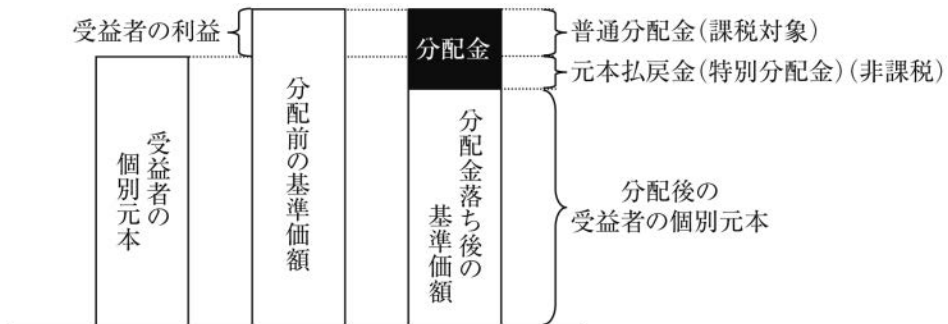 受益者の利益
受益者の
個別元本
分配前の基準価額
分配金
分配金落ち後の
基準価額
普通分配金(課税対象)
元本払戻金(特別分配金)(非課税)
分配後の
受益者の個別元本